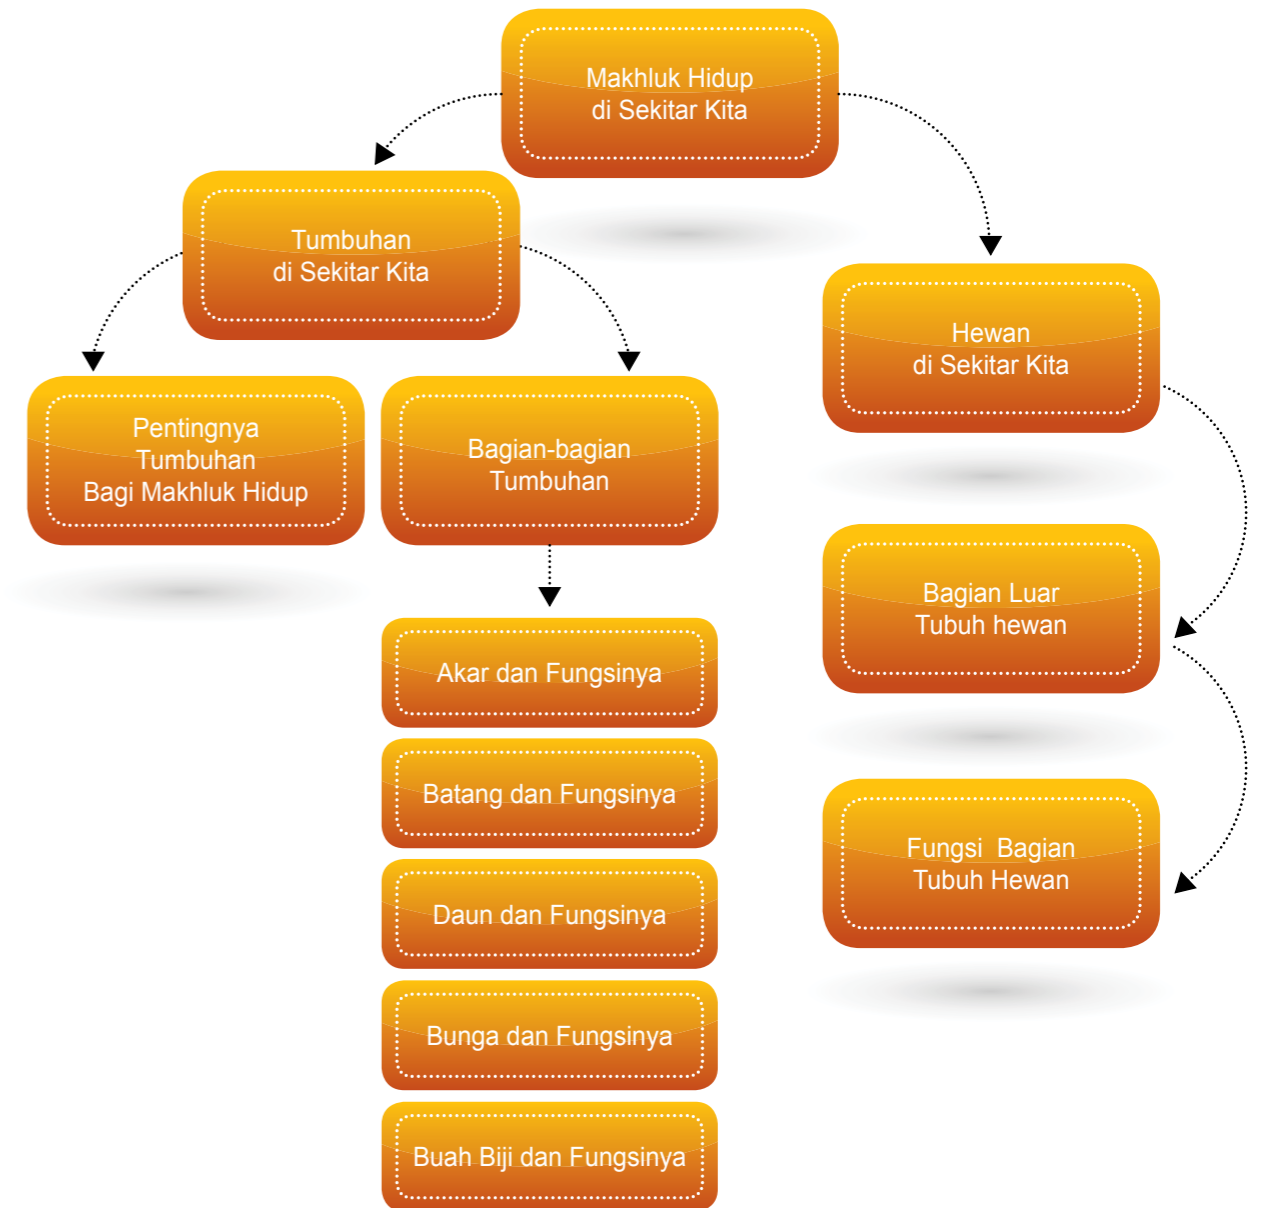 Makhluk Hidup
di Sekitar Kita
Tumbuhan
di Sekitar Kita
Hewan
di Sekitar Kita
Pentingnya
Tumbuhan
Bagi Makhluk Hidup
Bagian-bagian
Tumbuhan
Bagian Luar
Tubuh hewan
Akar dan Fungsinya
Batang dan Fungsinya
Fungsi Bagian
Tubuh Hewan
Daun dan Fungsinya
Bunga dan Fungsinya
Buah Biji dan Fungsinya